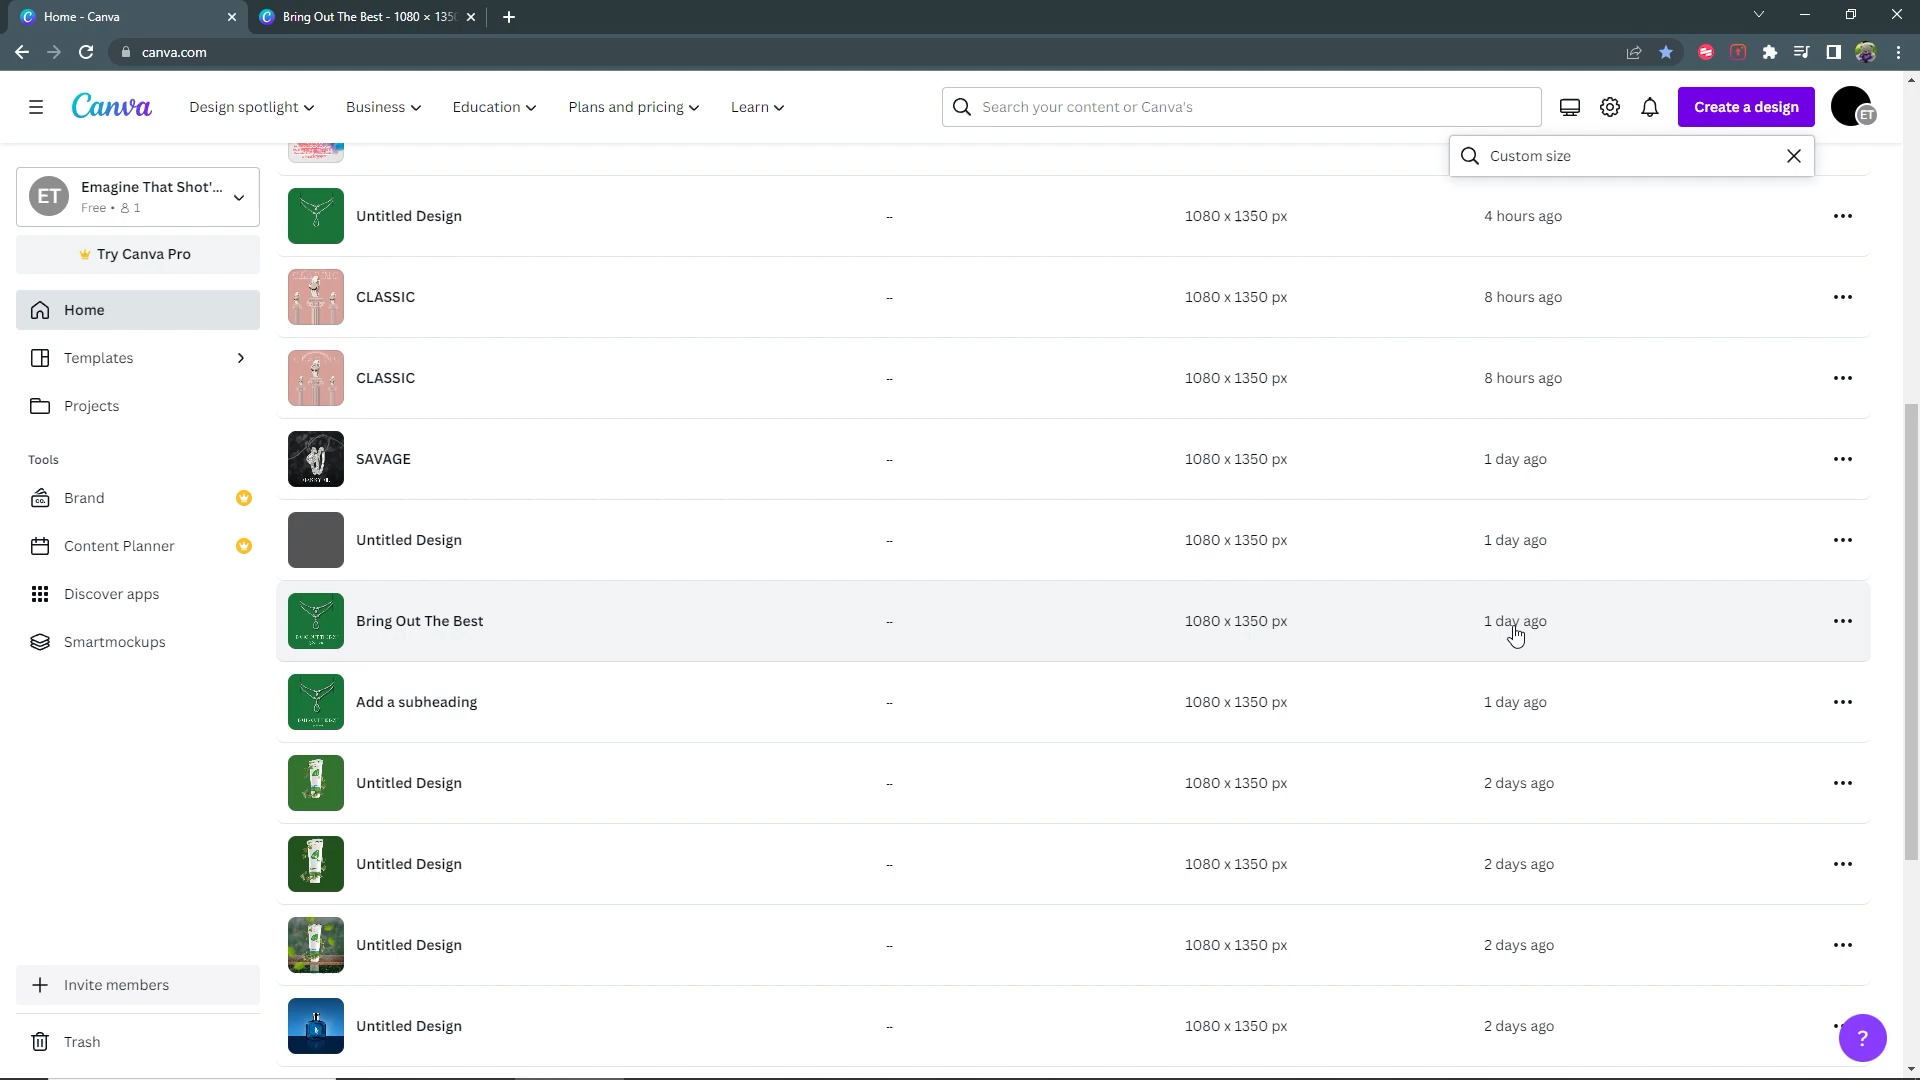 Home - Canva
Bring Out The Best - 1080 × 135
canva.com
Canva
Design spotlight
Business
Education
Plans and pricing
Learn
Search your content or Canva's
Create a design
ET
Custom size
ET
Emagine That Shot'...
Free • 1
Try Canva Pro
Home
Templates
Projects
Tools
Brand
Content Planner
Discover apps
Smartmockups
Invite members
Trash
Untitled Design -- 1080 x 1350 px 4 hours ago
CLASSIC -- 1080 x 1350 px 8 hours ago
CLASSIC -- 1080 x 1350 px 8 hours ago
SAVAGE -- 1080 x 1350 px 1 day ago
Untitled Design -- 1080 x 1350 px 1 day ago
Bring Out The Best -- 1080 x 1350 px 1 day ago
Add a subheading -- 1080 x 1350 px 1 day ago
Untitled Design -- 1080 x 1350 px 2 days ago
Untitled Design -- 1080 x 1350 px 2 days ago
Untitled Design -- 1080 x 1350 px 2 days ago
Untitled Design -- 1080 x 1350 px 2 days ago
?